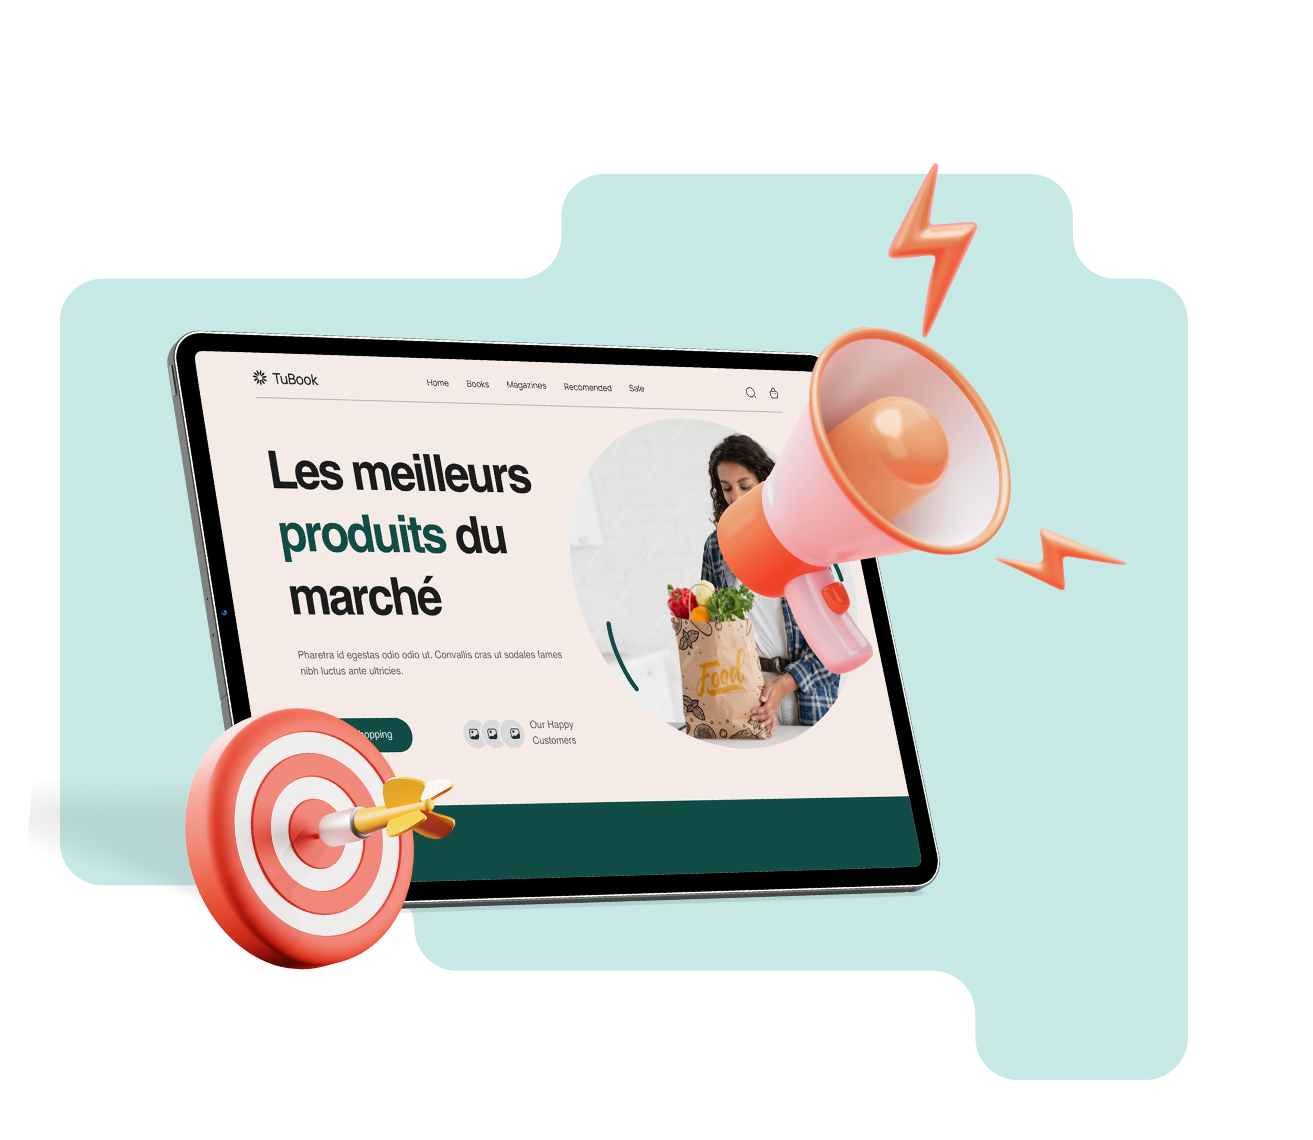 TuBook
Home Books Magazines Recomended Sale
Les meilleurs
produits du
marché
Pharetra id egestas odio odio ut. Convallis cras ut sodales fames
nibh luctus ante ultricies.
Our Happy
Customers
Food